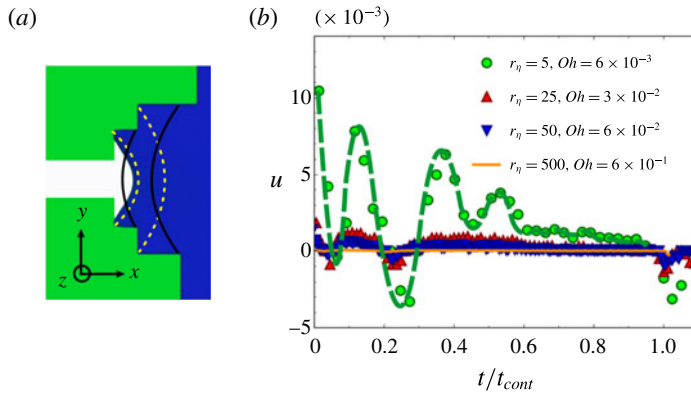 (a)
y
z
x
(b)
(× 10⁻³)
10
5
0
−5
u
r_η = 5, Oh = 6 × 10⁻³
r_η = 25, Oh = 3 × 10⁻²
r_η = 50, Oh = 6 × 10⁻²
r_η = 500, Oh = 6 × 10⁻¹
0 0.2 0.4 0.6 0.8 1.0
t/t_cont